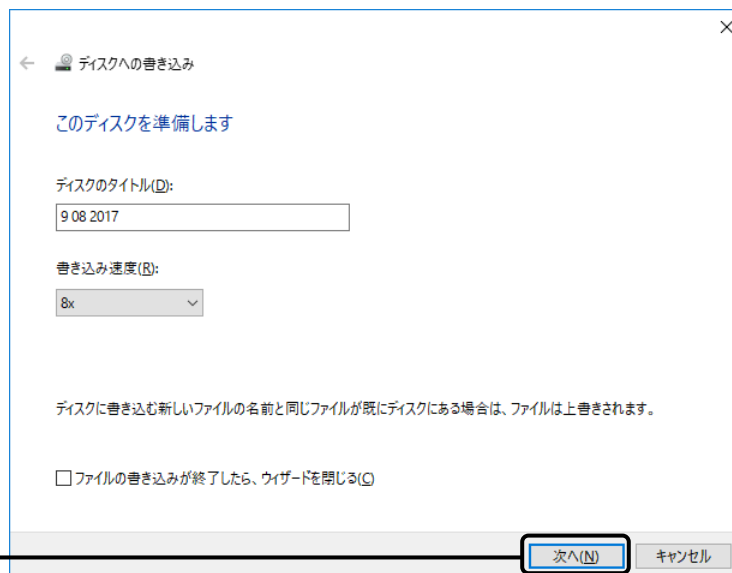 ディスクへの書き込み
このディスクを準備します
ディスクのタイトル(D):
9 08 2017
書き込み速度(R):
8x
ディスクに書き込む新しいファイルの名前と同じファイルが既にディスクにある場合は、ファイルは上書きされます。
ファイルの書き込みが終了したら、ウィザードを閉じる(C)
次へ(N) キャンセル